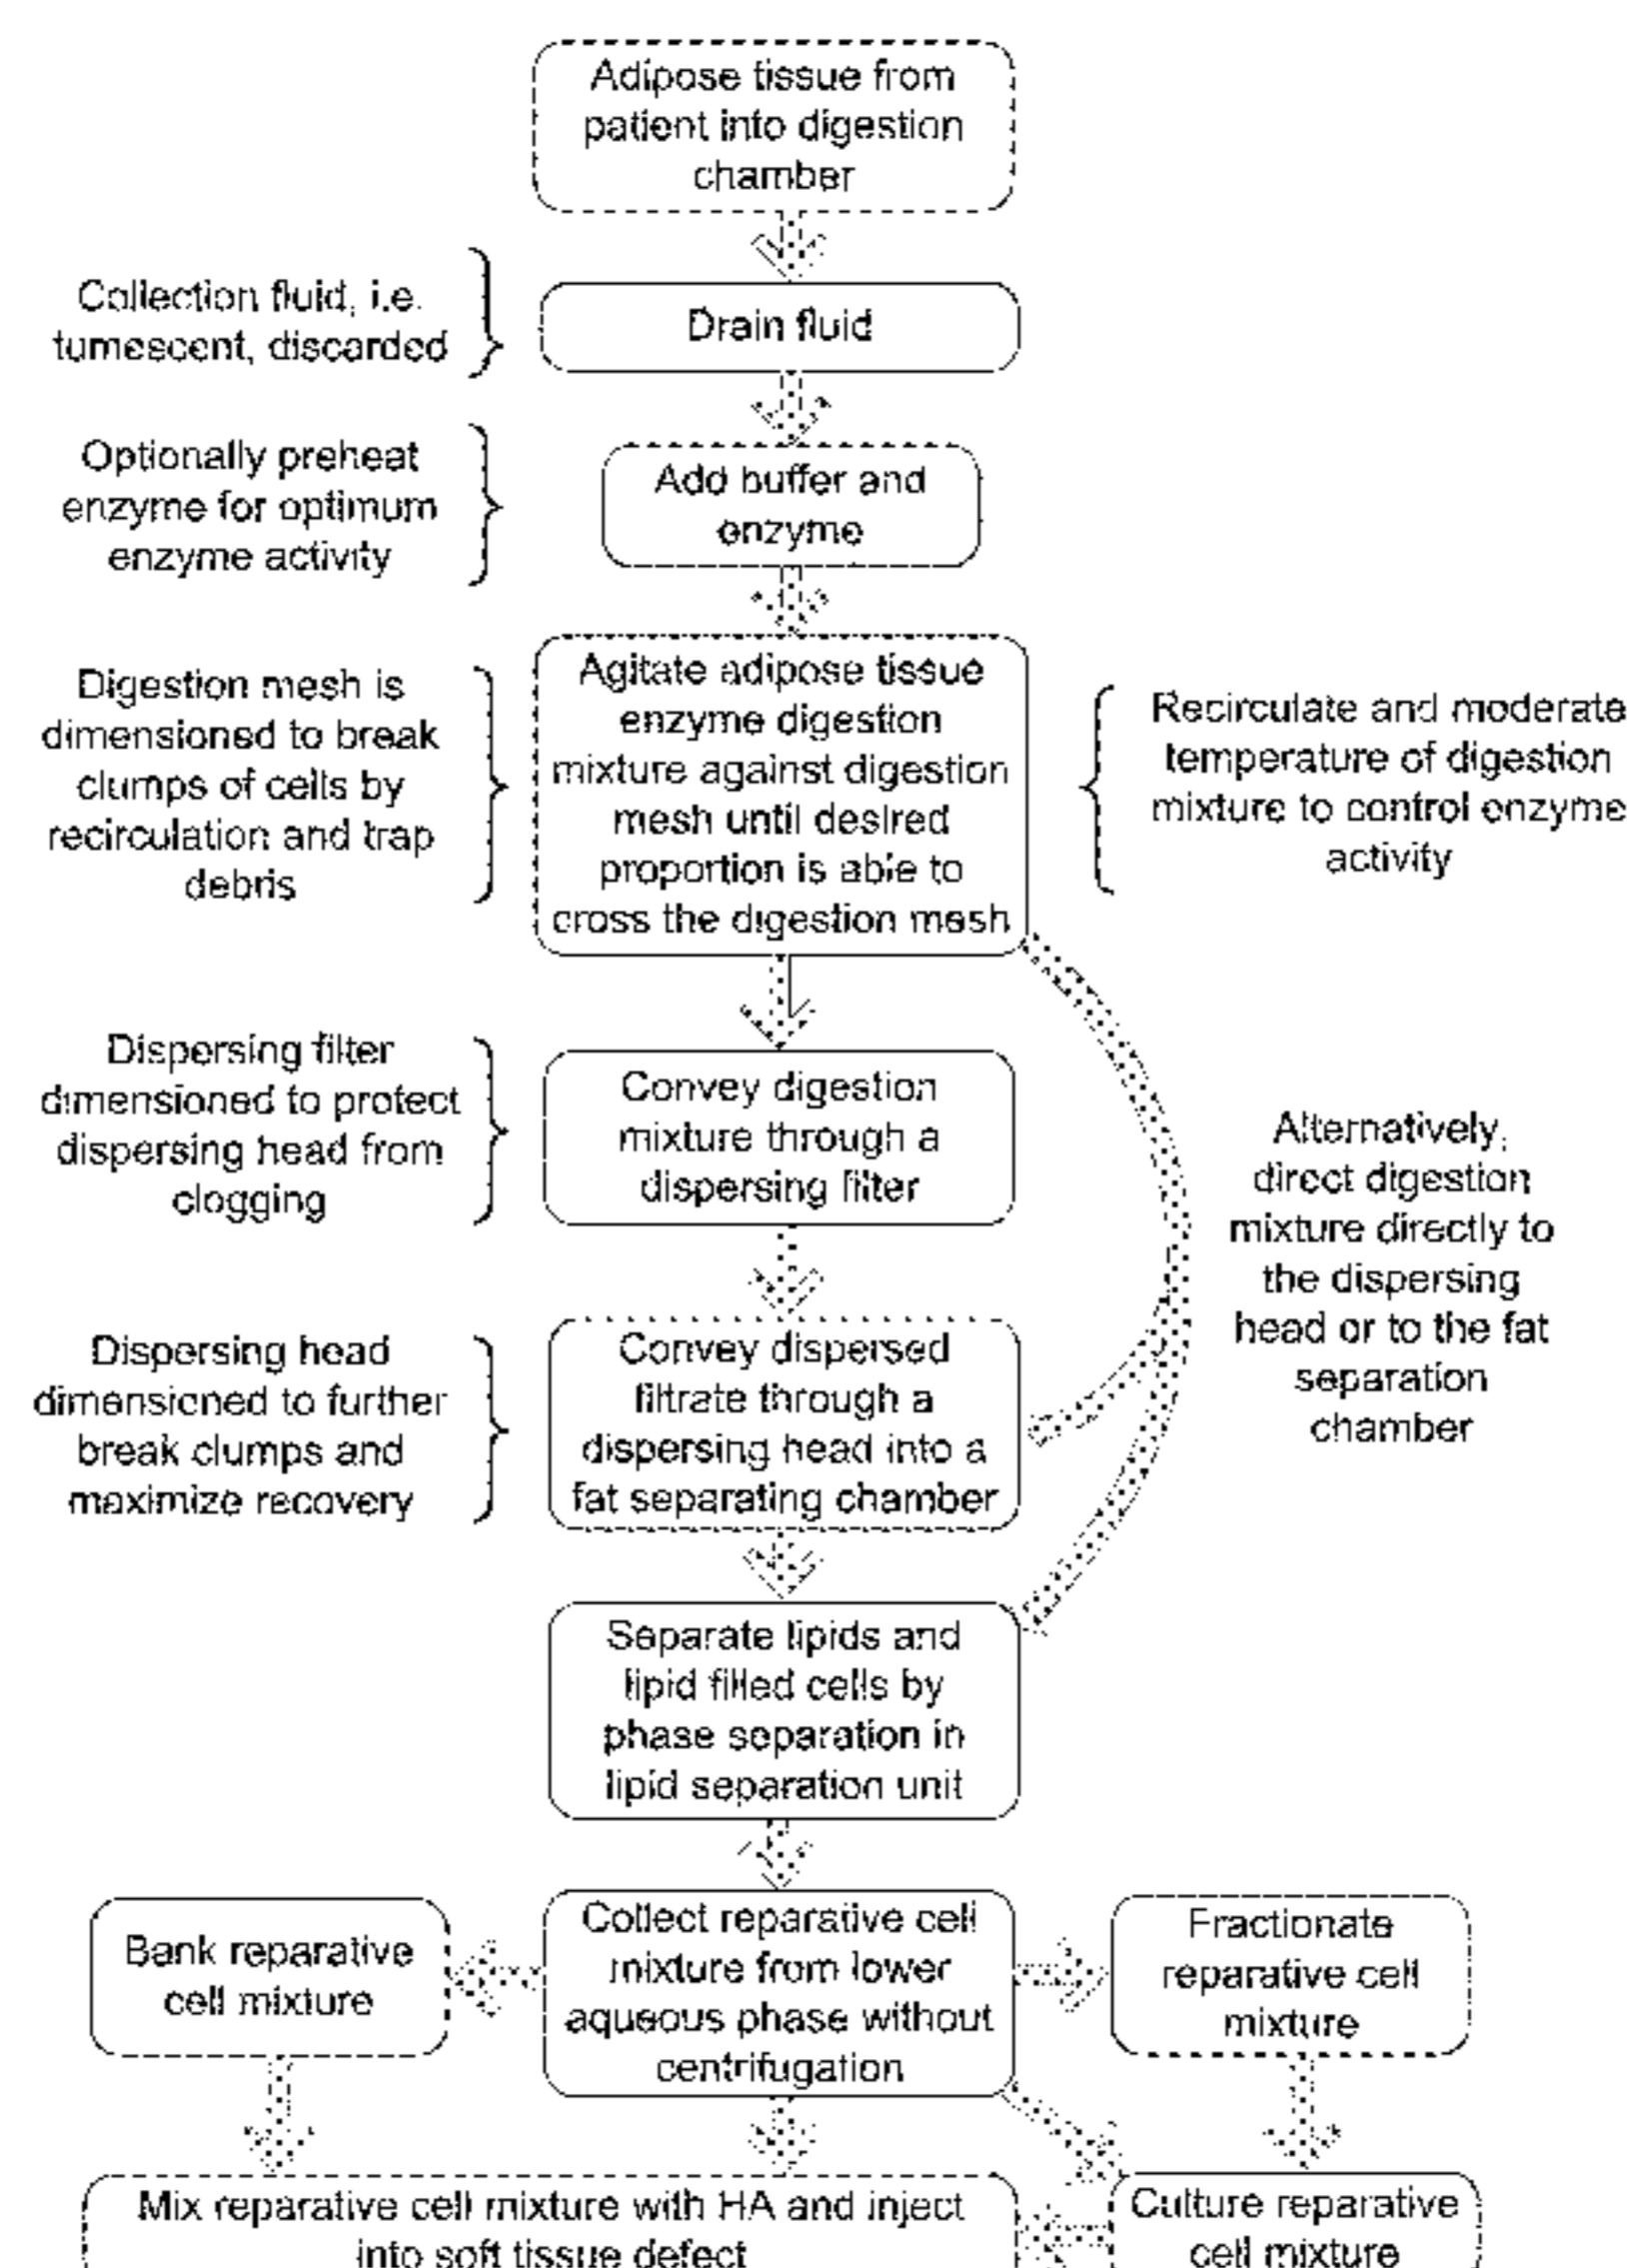 Adipose tissue from
patient into digestion
chamber
Collection fluid, i.e.
tumescent, discarded
Drain fluid
Optionally preheat
enzyme for optimum
enzyme activity
Add buffer and
enzyme
Digestion mesh is
dimensioned to break
clumps of cells by
recirculation and trap
debris
Agitate adipose tissue
enzyme digestion
mixture against digestion
mesh until desired
proportion is able to
cross the digestion mesh
Recirculate and moderate
temperature of digestion
mixture to control enzyme
activity
Dispersing filter
dimensioned to protect
dispersing head from
clogging
Convey digestion
mixture through a
dispersing filter
Alternatively,
direct digestion
mixture directly to
the dispersing
head or to the fat
separation
chamber
Dispersing head
dimensioned to further
break clumps and
maximize recovery
Convey dispersed
filtrate through a
dispersing head into a
fat separating chamber
Separate lipids and
lipid filled cells by
phase separation in
lipid separation unit
Bank reparative
cell mixture
Collect reparative cell
mixture from lower
aqueous phase without
centrifugation
Fractionate
reparative cell
mixture
Mix reparative cell mixture with HA and inject
into soft tissue defect
Culture reparative
cell mixture